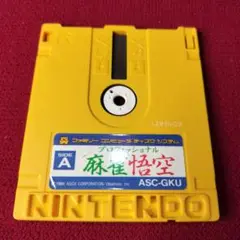 ファミリー コンピュータ ディスク システム
SIDE A
プロフェッショナル
麻雀悟空
ASC-GKU
NINTENDO